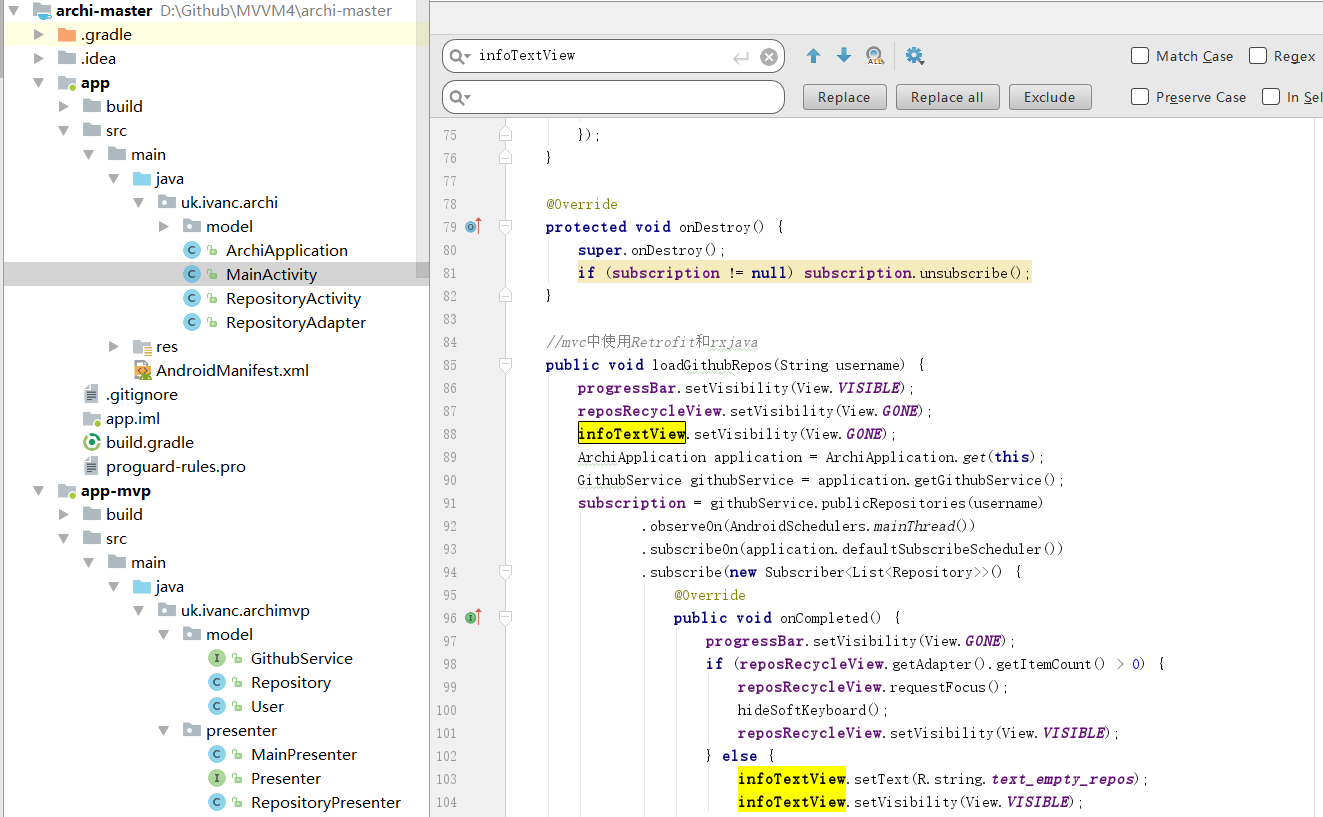 archi-master D:\Github\MVVM4\archi-master
.gradle
.idea
app
build
src
main
java
uk.ivanc.archi
model
ArchiApplication
MainActivity
RepositoryActivity
RepositoryAdapter
res
AndroidManifest.xml
.gitignore
app.iml
build.gradle
proguard-rules.pro
app-mvp
build
src
main
java
uk.ivanc.archimvp
model
GithubService
Repository
User
presenter
MainPresenter
Presenter
RepositoryPresenter
infoTextView
Match Case Regex
Replace Replace all Exclude Preserve Case In Sel
75 });
76 }
77
78 @Override
79 protected void onDestroy() {
80 super.onDestroy();
81 if (subscription != null) subscription.unsubscribe();
82 }
83
84 //mvc中使用Retrofit和rxjava
85 public void loadGithubRepos(String username) {
86 progressBar.setVisibility(View.VISIBLE);
87 reposRecycleView.setVisibility(View.GONE);
88 infoTextView.setVisibility(View.GONE);
89 ArchiApplication application = ArchiApplication.get(this);
90 GithubService githubService = application.getGithubService();
91 subscription = githubService.publicRepositories(username)
92 .observeOn(AndroidSchedulers.mainThread())
93 .subscribeOn(application.defaultSubscribeScheduler())
94 .subscribe(new Subscriber<List<Repository>>() {
95 @Override
96 public void onCompleted() {
97 progressBar.setVisibility(View.GONE);
98 if (reposRecycleView.getAdapter().getItemCount() > 0) {
99 reposRecycleView.requestFocus();
100 hideSoftKeyboard();
101 reposRecycleView.setVisibility(View.VISIBLE);
102 } else {
103 infoTextView.setText(R.string.text_empty_repos);
104 infoTextView.setVisibility(View.VISIBLE);